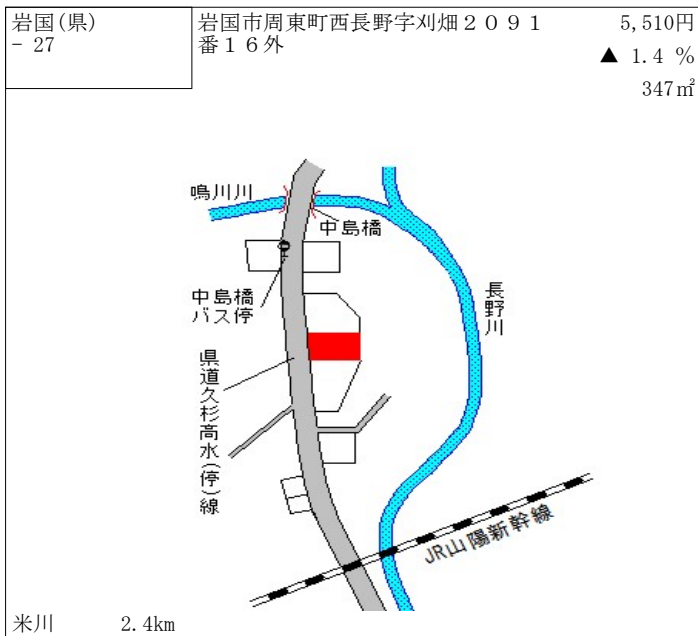 岩国(県)
- 27
岩国市周東町西長野字刈畑２０９１
番１６外
5,510円
▲ 1.4 %
347㎡
鳴川川
中島橋
中島橋
バス停
長野川
県道久杉高水(停)線
JR山陽新幹線
米川 2.4km